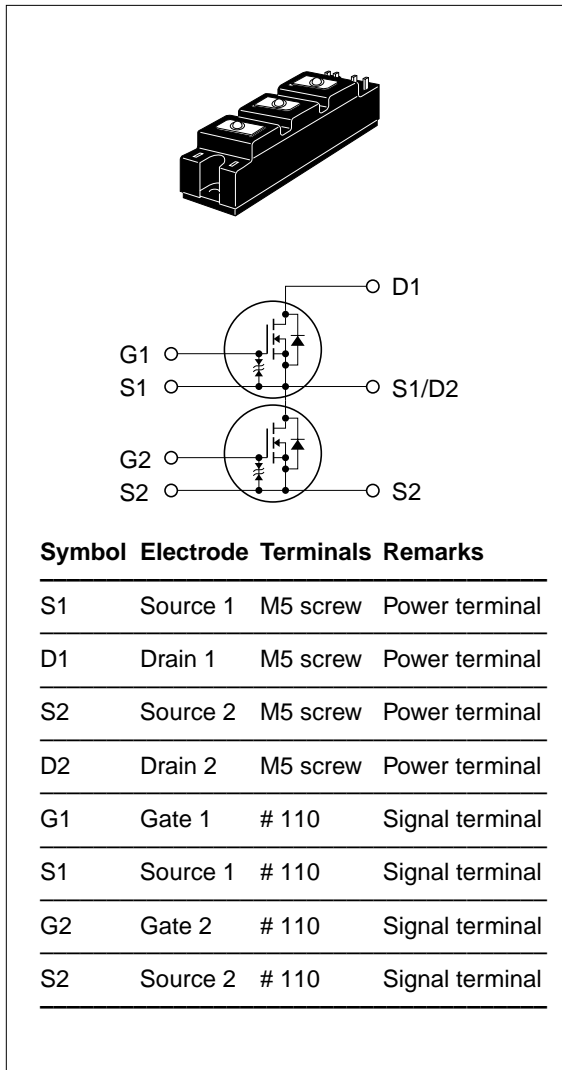 D1
G1
S1 S1/D2
G2
S2 S2
Symbol Electrode Terminals Remarks
S1 Source 1 M5 screw Power terminal
D1 Drain 1 M5 screw Power terminal
S2 Source 2 M5 screw Power terminal
D2 Drain 2 M5 screw Power terminal
G1 Gate 1 # 110 Signal terminal
S1 Source 1 # 110 Signal terminal
G2 Gate 2 # 110 Signal terminal
S2 Source 2 # 110 Signal terminal